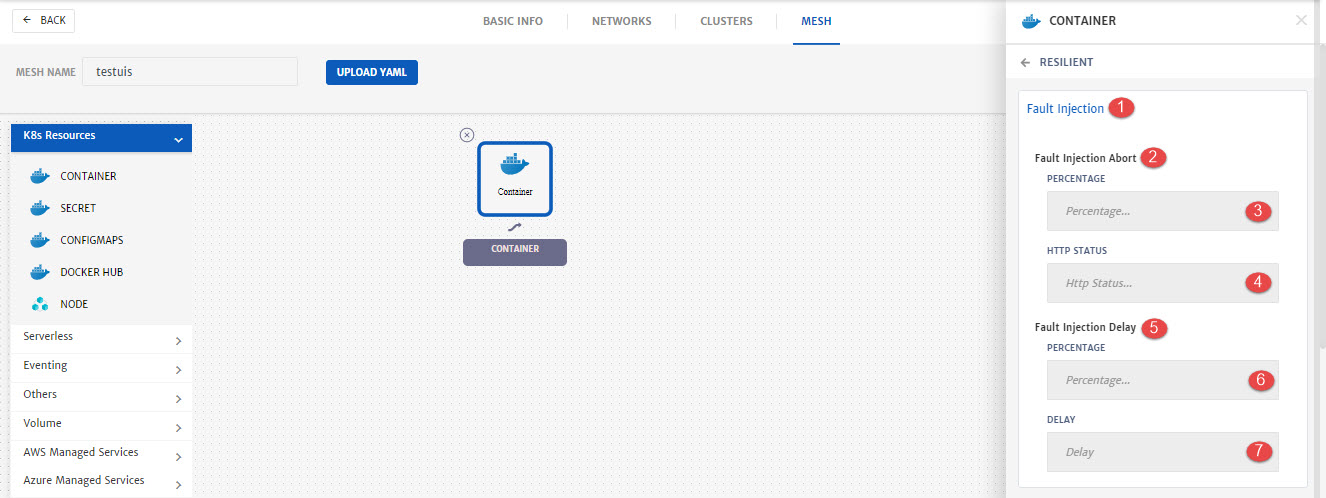 BACK
BASIC INFO
NETWORKS
CLUSTERS
MESH
MESH NAME
testuis
UPLOAD YAML
K8s Resources
CONTAINER
SECRET
CONFIGMAPS
DOCKER HUB
NODE
Serverless
Eventing
Others
Volume
AWS Managed Services
Azure Managed Services
Container
CONTAINER
CONTAINER
RESILIENT
Fault Injection 1
Fault Injection Abort 2
PERCENTAGE
Percentage... 3
HTTP STATUS
Http Status... 4
Fault Injection Delay 5
PERCENTAGE
Percentage... 6
DELAY
Delay 7